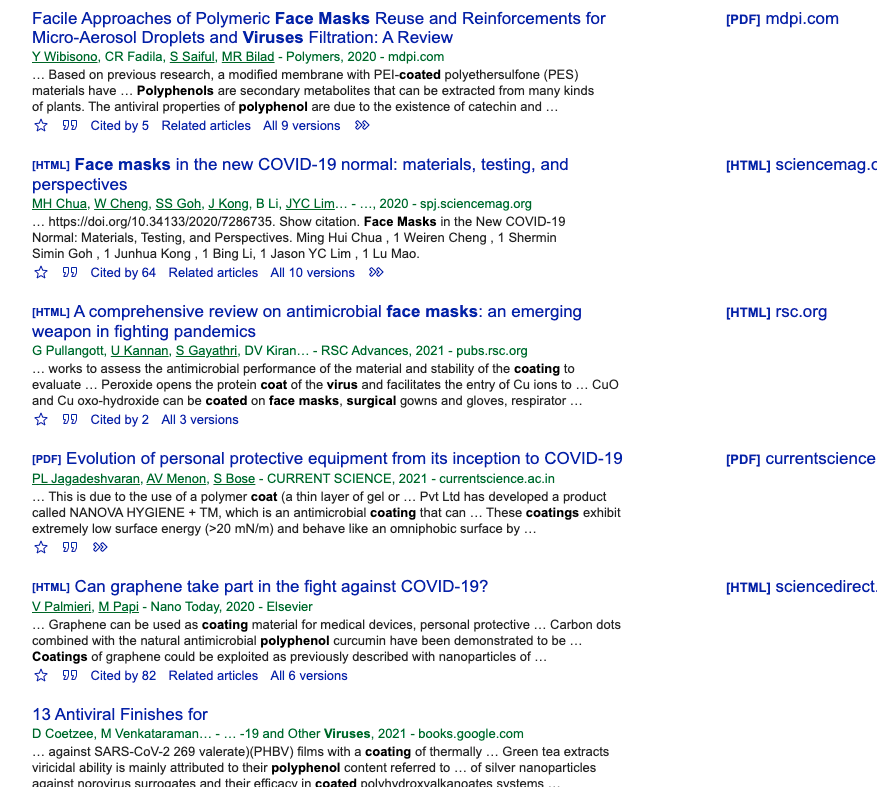 Facile Approaches of Polymeric Face Masks Reuse and Reinforcements for [PDF] mdpi.com
Micro-Aerosol Droplets and Viruses Filtration: A Review
Y Wibisono, CR Fadila, S Saiful, MR Bilad - Polymers, 2020 - mdpi.com
… Based on previous research, a modified membrane with PEI-coated polyethersulfone (PES)
materials have … Polyphenols are secondary metabolites that can be extracted from many kinds
of plants. The antiviral properties of polyphenol are due to the existence of catechin and …
Cited by 5 Related articles All 9 versions
[HTML] Face masks in the new COVID-19 normal: materials, testing, and [HTML] sciencemag.o
perspectives
MH Chua, W Cheng, SS Goh, J Kong, B Li, JYC Lim… - …, 2020 - spj.sciencemag.org
… https://doi.org/10.34133/2020/7286735. Show citation. Face Masks in the New COVID-19
Normal: Materials, Testing, and Perspectives. Ming Hui Chua , 1 Weiren Cheng , 1 Shermin
Simin Goh , 1 Junhua Kong , 1 Bing Li, 1 Jason YC Lim , 1 Lu Mao.
Cited by 64 Related articles All 10 versions
[HTML] A comprehensive review on antimicrobial face masks: an emerging [HTML] rsc.org
weapon in fighting pandemics
G Pullangott, U Kannan, S Gayathri, DV Kiran… - RSC Advances, 2021 - pubs.rsc.org
… works to assess the antimicrobial performance of the material and stability of the coating to
evaluate … Peroxide opens the protein coat of the virus and facilitates the entry of Cu ions to … CuO
and Cu oxo-hydroxide can be coated on face masks, surgical gowns and gloves, respirator …
Cited by 2 All 3 versions
[PDF] Evolution of personal protective equipment from its inception to COVID-19 [PDF] currentscience
PL Jagadeshvaran, AV Menon, S Bose - CURRENT SCIENCE, 2021 - currentscience.ac.in
… This is due to the use of a polymer coat (a thin layer of gel or … Pvt Ltd has developed a product
called NANOVA HYGIENE + TM, which is an antimicrobial coating that can … These coatings exhibit
extremely low surface energy (>20 mN/m) and behave like an omniphobic surface by …
[HTML] Can graphene take part in the fight against COVID-19? [HTML] sciencedirect.
V Palmieri, M Papi - Nano Today, 2020 - Elsevier
… Graphene can be used as coating material for medical devices, personal protective … Carbon dots
combined with the natural antimicrobial polyphenol curcumin have been demonstrated to be …
Coatings of graphene could be exploited as previously described with nanoparticles of …
Cited by 82 Related articles All 6 versions
13 Antiviral Finishes for
D Coetzee, M Venkataraman… - … -19 and Other Viruses, 2021 - books.google.com
… against SARS-CoV-2 269 valerate)(PHBV) films with a coating of thermally … Green tea extracts
viricidal ability is mainly attributed to their polyphenol content referred to … of silver nanoparticles
against norovirus surrogates and their efficacy in coated polyhydroxyalkanoates systems …